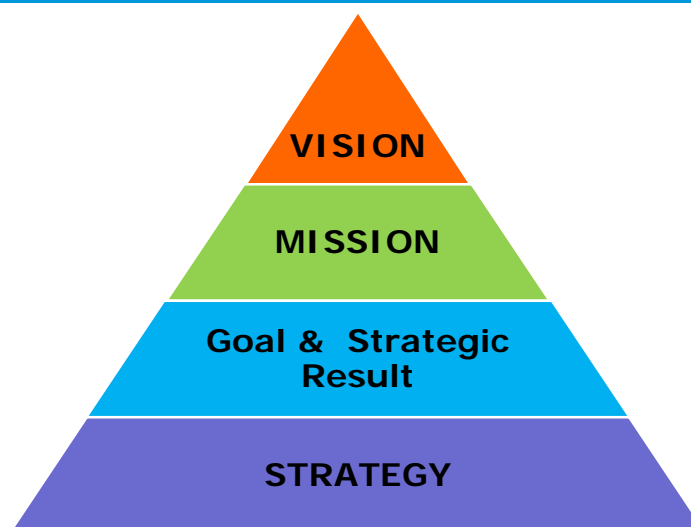 VISION
MISSION
Goal & Strategic
Result
STRATEGY